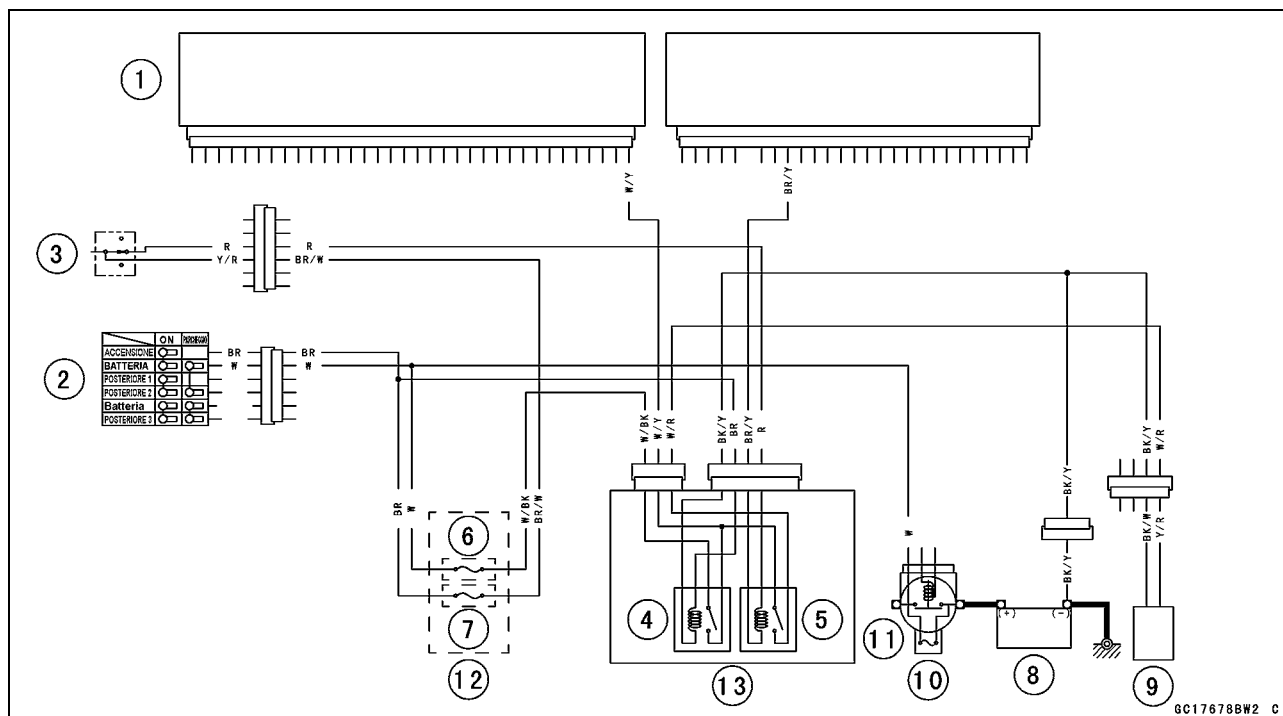 1
W/Y
BR/Y
3
R
R
Y/R
BR/W
2
ON
PARCHEGGIO
ACCENSIONE
BR
BR
BATTERIA
W
W
POSTERIORE 1
POSTERIORE 2
Batteria
POSTERIORE 3
W/BK
W/Y
W/R
BK/Y
BR
BR/Y
R
BK/Y
BK/Y
W/R
BR
W
W/BK
BR/W
W
BK/Y
BK/W
Y/R
6
7
12
4
5
13
11
10
(+)
(-)
8
9
GC17678BW2 C